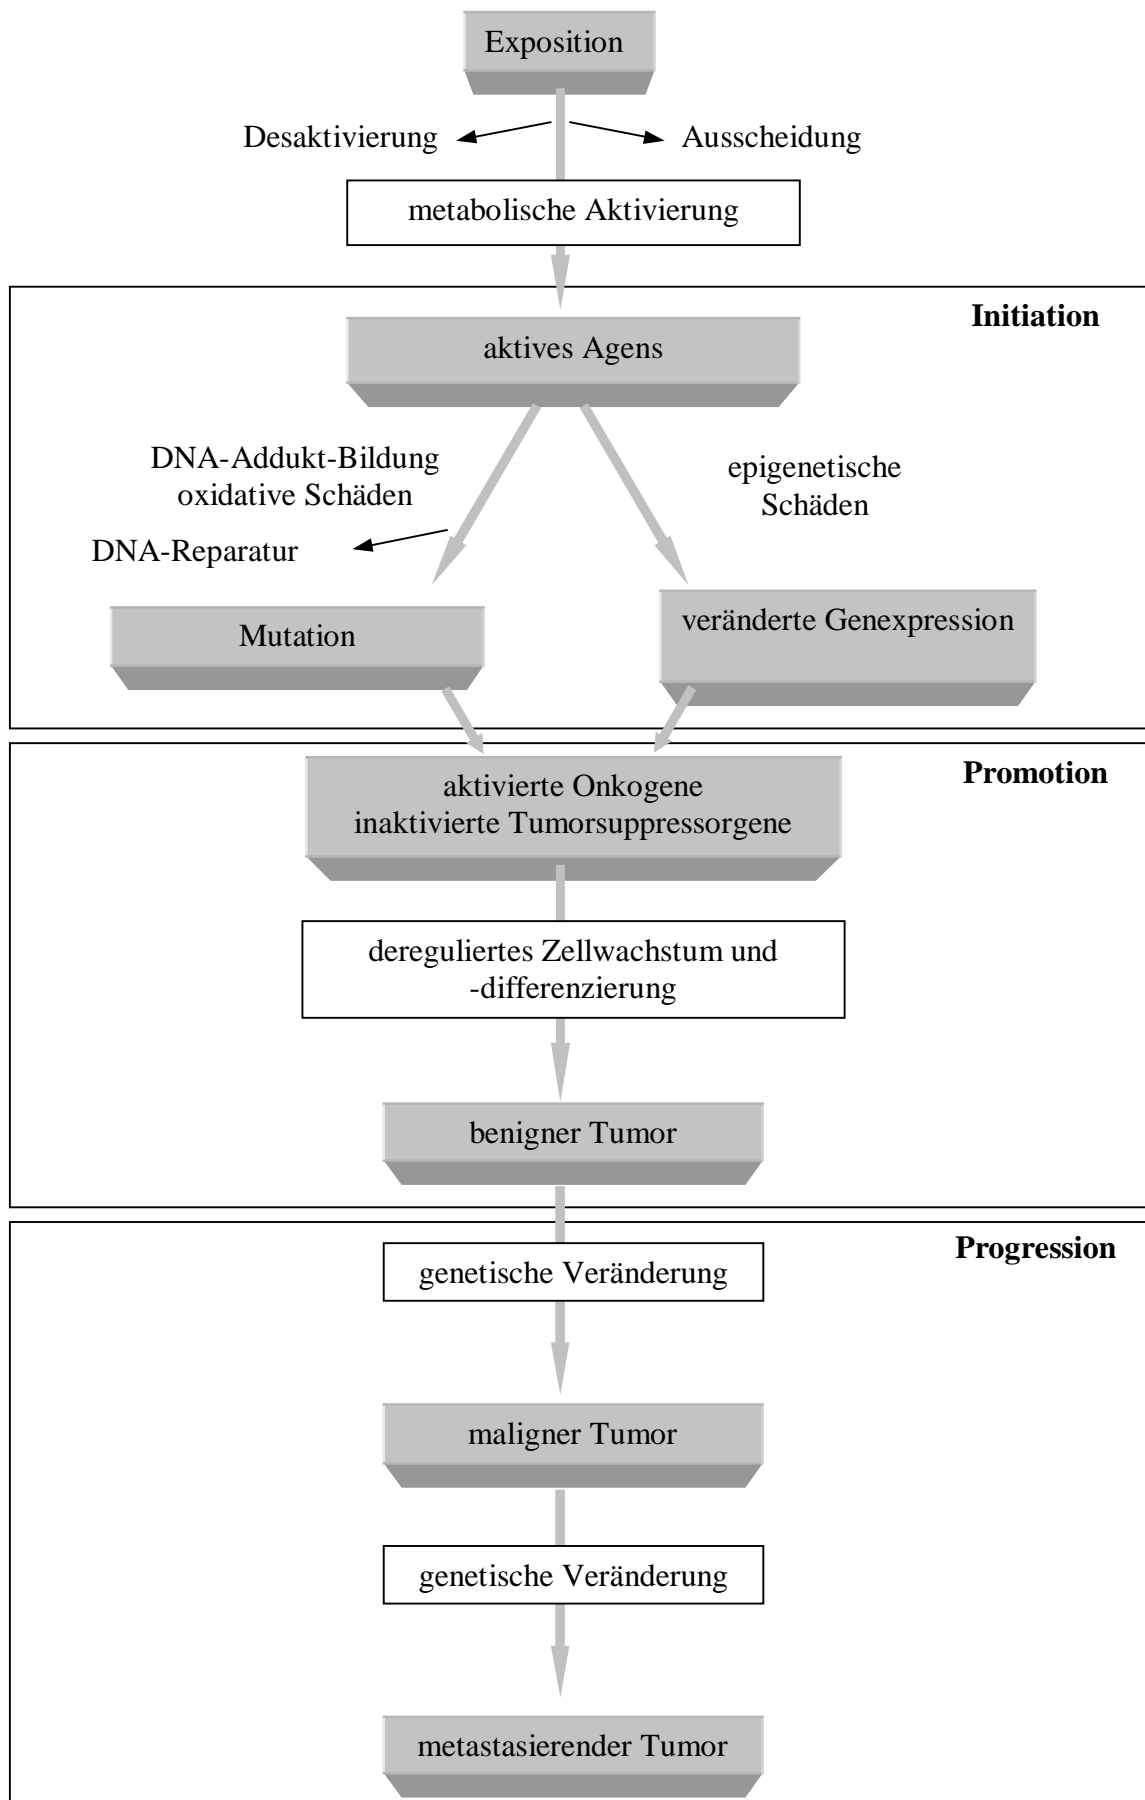 Exposition
Desaktivierung
Ausscheidung
metabolische Aktivierung
Initiation
aktives Agens
DNA-Addukt-Bildung
oxidative Schäden
epigenetische
Schäden
DNA-Reparatur
Mutation
veränderte Genexpression
Promotion
aktivierte Onkogene
inaktivierte Tumorsuppressorgene
dereguliertes Zellwachstum und
-differenzierung
benigner Tumor
Progression
genetische Veränderung
maligner Tumor
genetische Veränderung
metastasierender Tumor